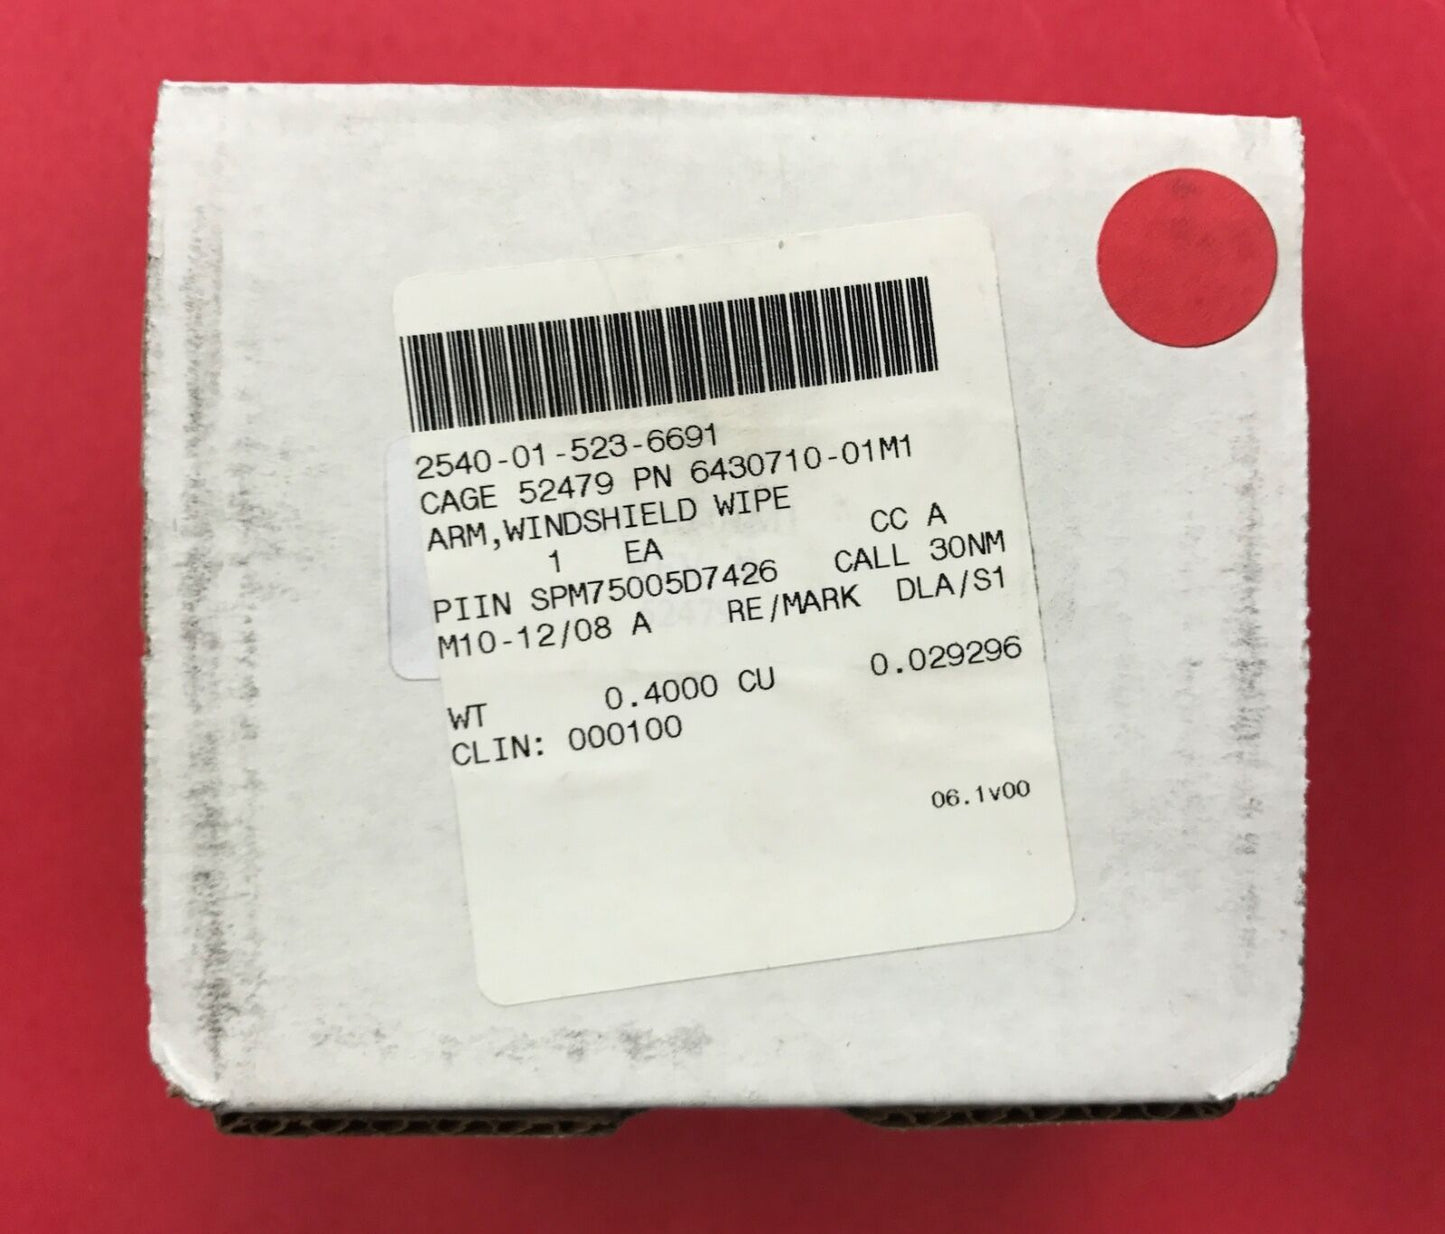 2540-01-523-6691
CAGE 52479 PN 6430710-01M1
ARM,WINDSHIELD WIPE
1 EA CC A
PIIN SPM75005D7426 CALL 30NM
M10-12/08 A RE/MARK DLA/S1
WT 0.4000 CU 0.029296
CLIN: 000100
06.1v00